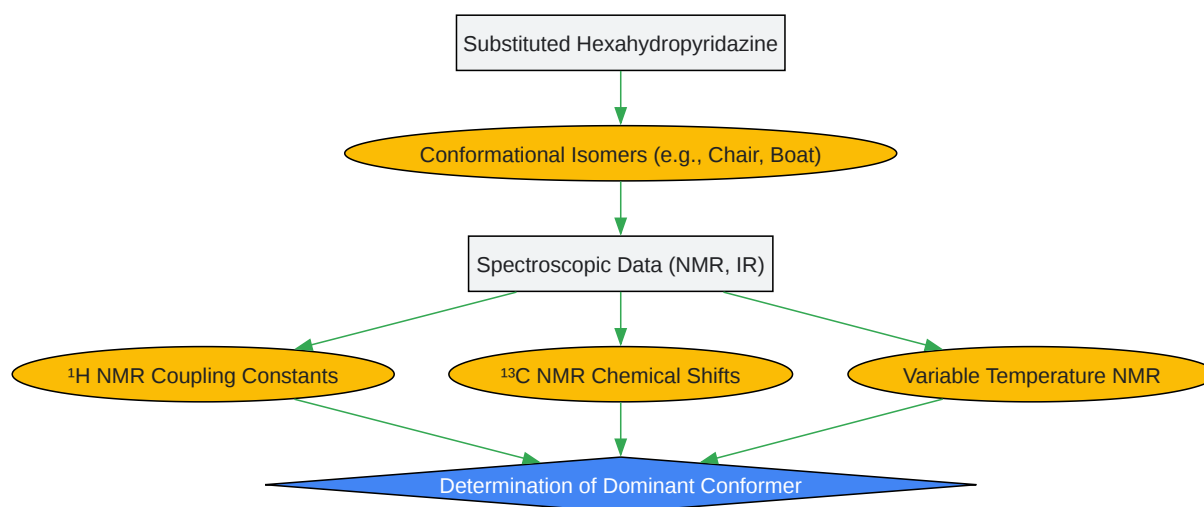 Substituted Hexahydropyridazine
Conformational Isomers (e.g., Chair, Boat)
Spectroscopic Data (NMR, IR)
¹H NMR Coupling Constants
¹³C NMR Chemical Shifts
Variable Temperature NMR
Determination of Dominant Conformer